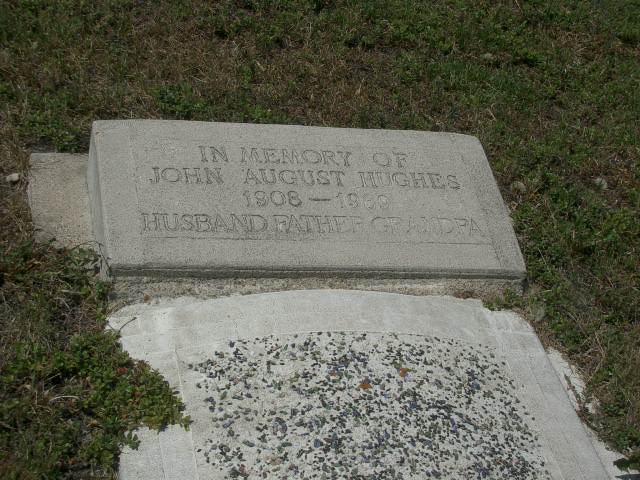 IN MEMORY OF
JOHN AUGUST HUGHES
1908 — 1969
HUSBAND FATHER GRANDPA